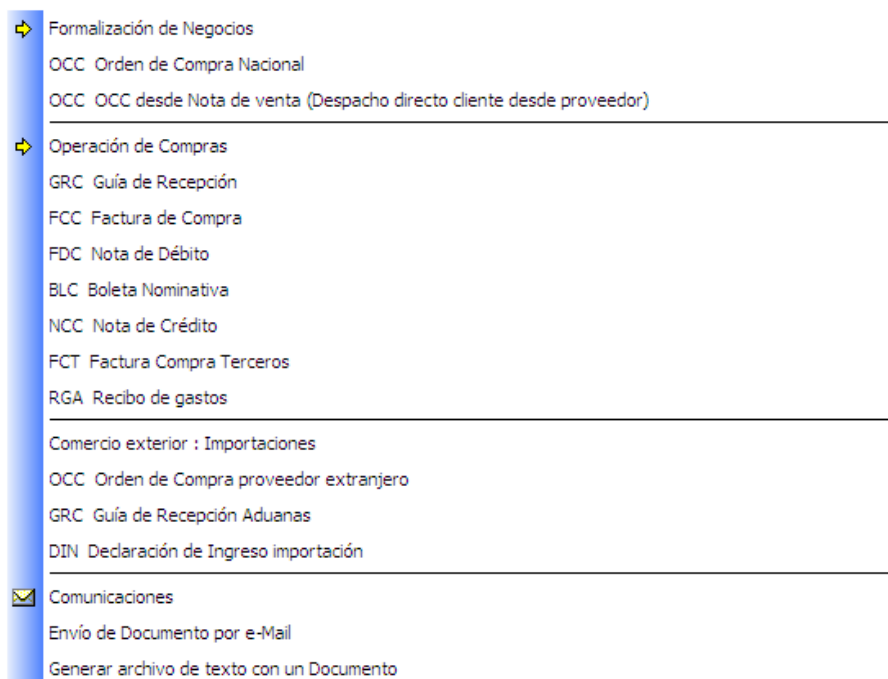 Formalización de Negocios
OCC Orden de Compra Nacional
OCC OCC desde Nota de venta (Despacho directo cliente desde proveedor)
Operación de Compras
GRC Guía de Recepción
FCC Factura de Compra
FDC Nota de Débito
BLC Boleta Nominativa
NCC Nota de Crédito
FCT Factura Compra Terceros
RGA Recibo de gastos
Comercio exterior : Importaciones
OCC Orden de Compra proveedor extranjero
GRC Guía de Recepción Aduanas
DIN Declaración de Ingreso importación
Comunicaciones
Envío de Documento por e-Mail
Generar archivo de texto con un Documento